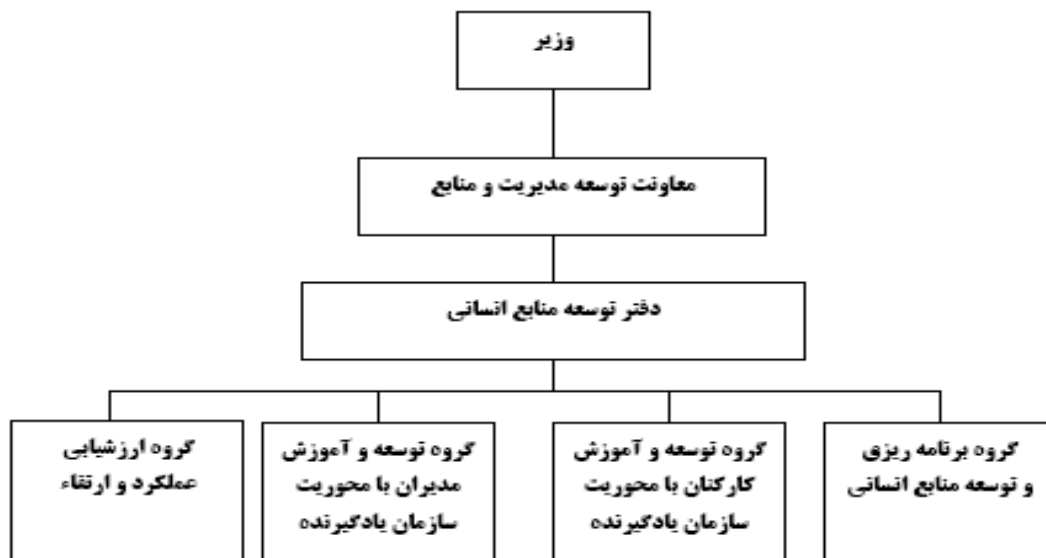 وزیر
معاونت توسعه مدیریت و منابع
دفتر توسعه منابع انسانی
گروه برنامه ریزی
و توسعه منابع انسانی
گروه توسعه و آموزش
کارکنان با محوریت
سازمان یادگیرنده
گروه توسعه و آموزش
مدیران با محوریت
سازمان یادگیرنده
گروه ارزشیابی
عملکرد و ارتقاء